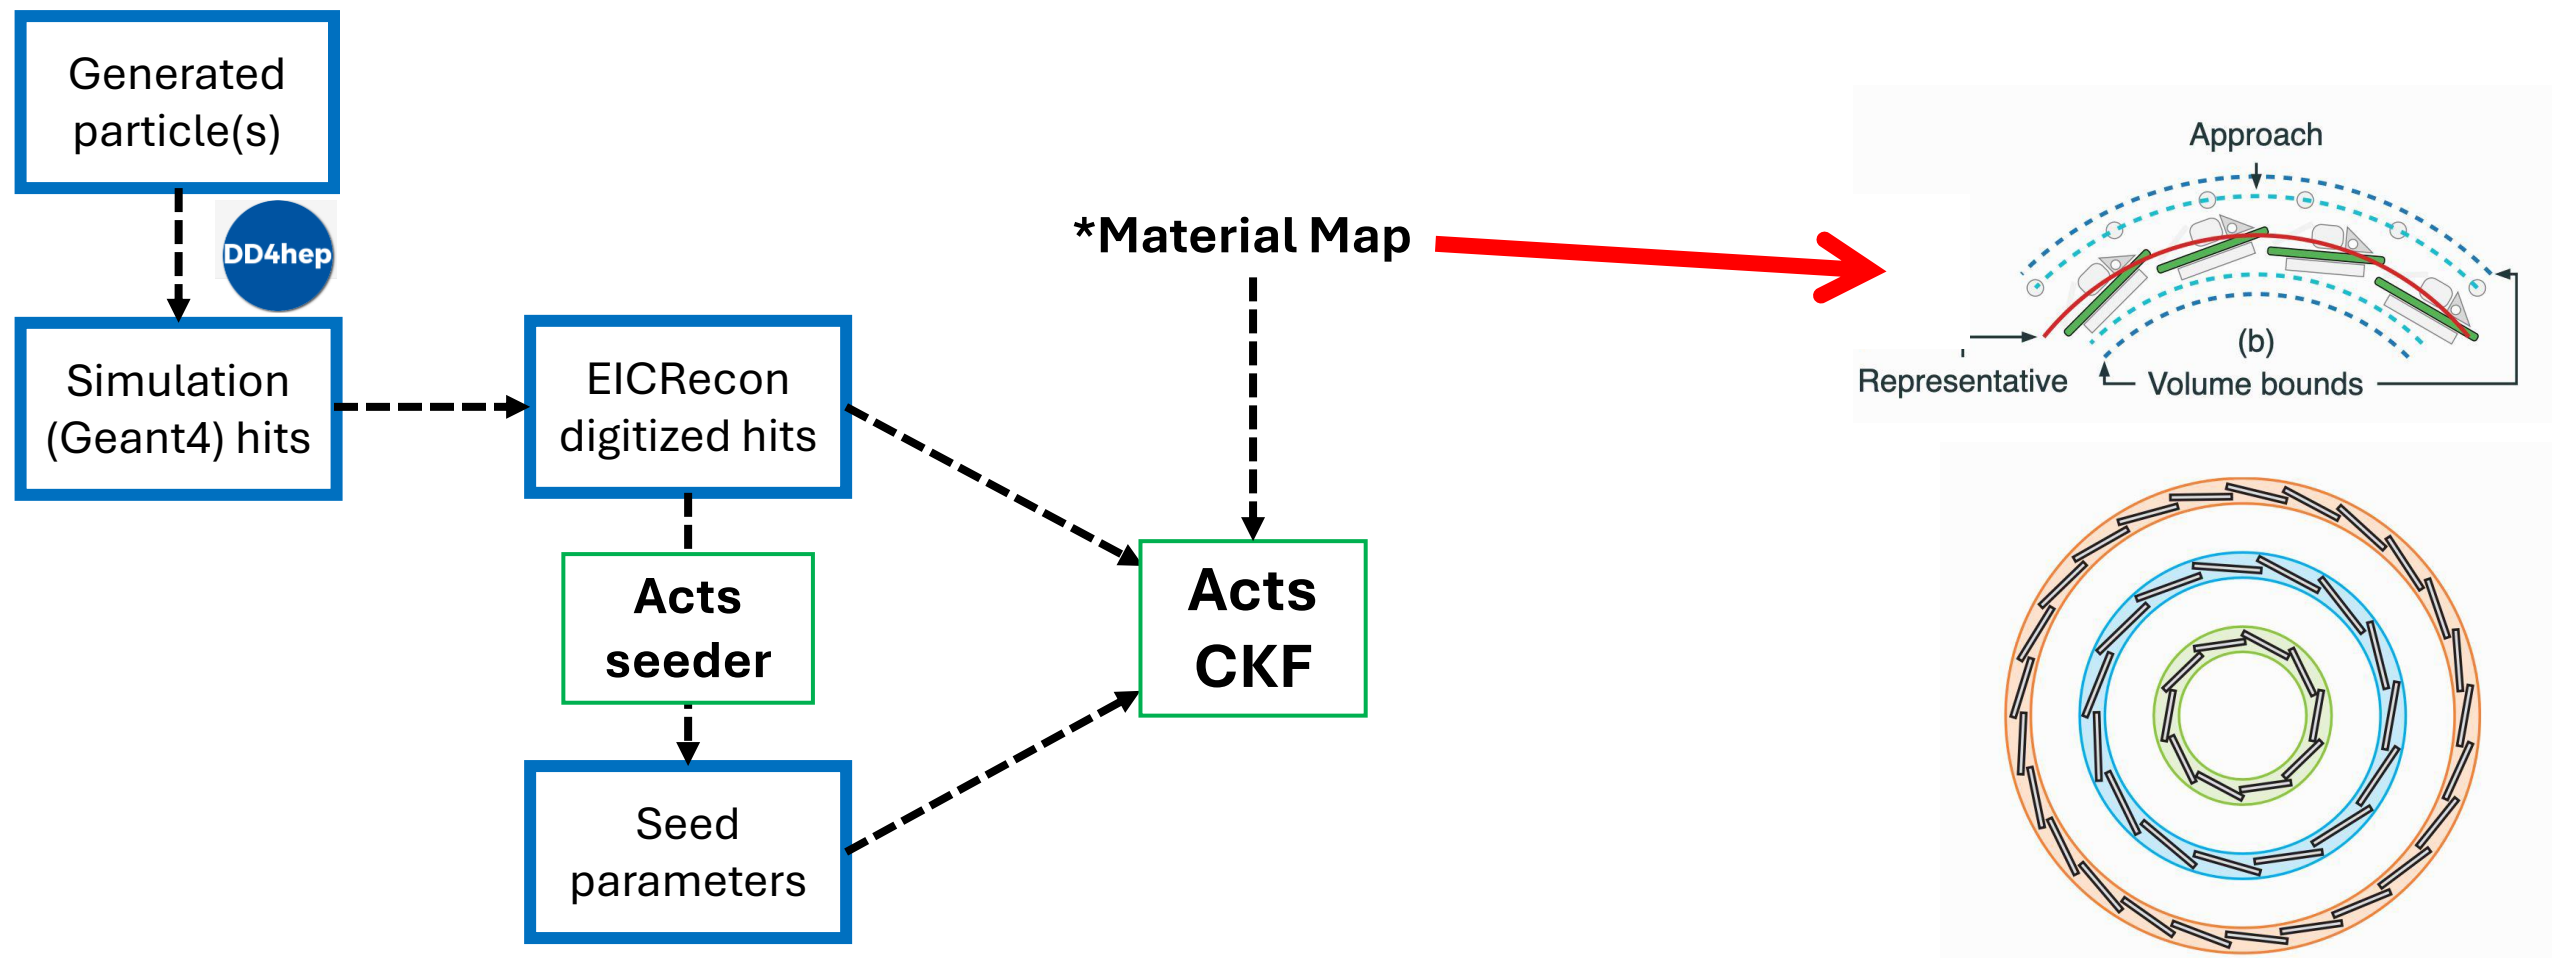 Generated
particle(s)
DD4hep
Simulation
(Geant4) hits
EICRecon
digitized hits
Acts
seeder
Seed
parameters
*Material Map
Acts
CKF
Approach
(b)
Representative
Volume bounds